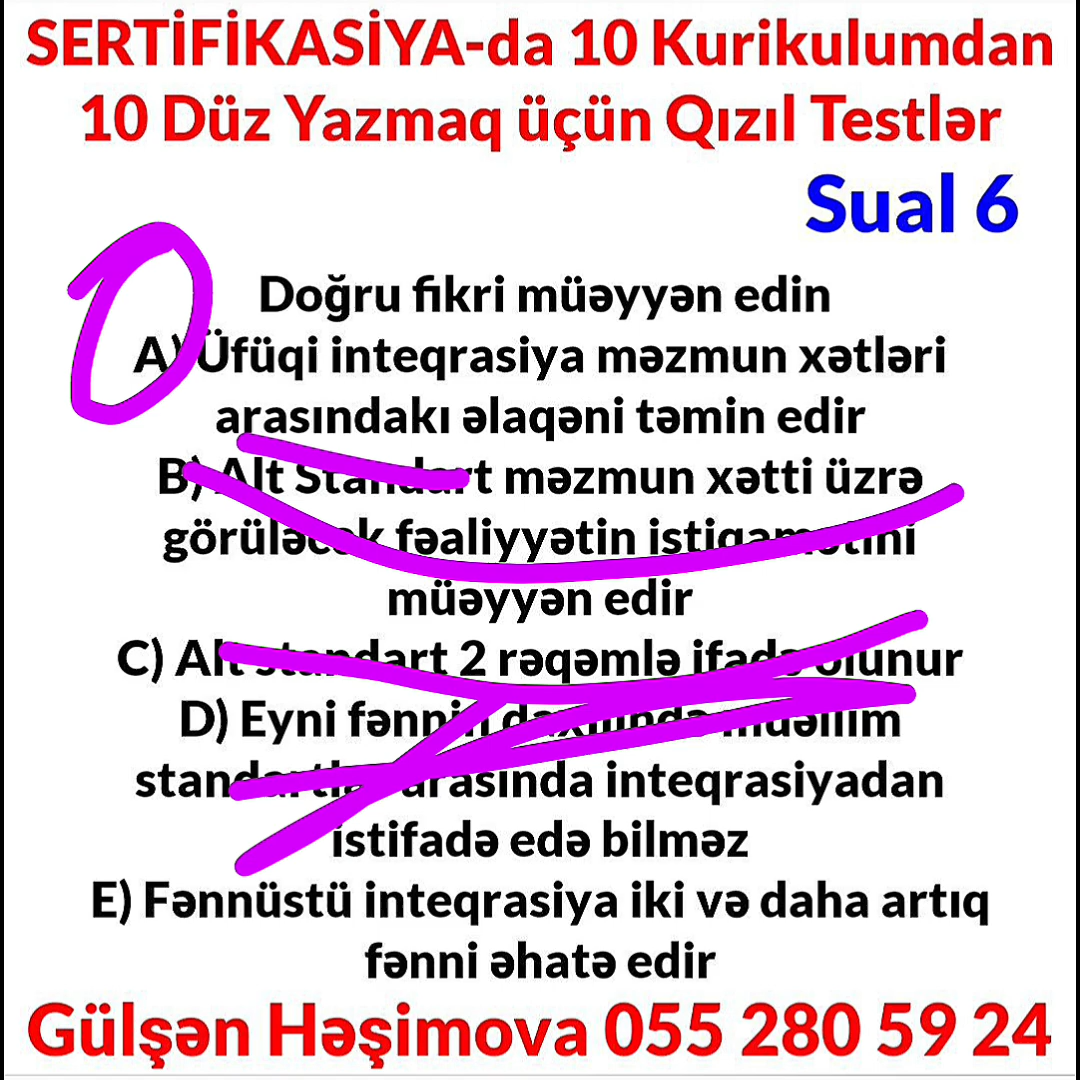 SERTİFİKASİYA-da 10 Kurikulumdan
10 Düz Yazmaq üçün Qızıl Testlər
Sual 6
Doğru fikri müəyyən edin
A) Üfüqi inteqrasiya məzmun xətləri
arasındakı əlaqəni təmin edir
B) Alt Standart məzmun xətti üzrə
görüləcək fəaliyyətin istiqamətini
müəyyən edir
C) Alt standart 2 rəqəmlə ifadə olunur
D) Eyni fənnin daxilində müəllim
standartlar arasında inteqrasiyadan
istifadə edə bilməz
E) Fənnüstü inteqrasiya iki və daha artıq
fənni əhatə edir
Gülşən Həşimova 055 280 59 24